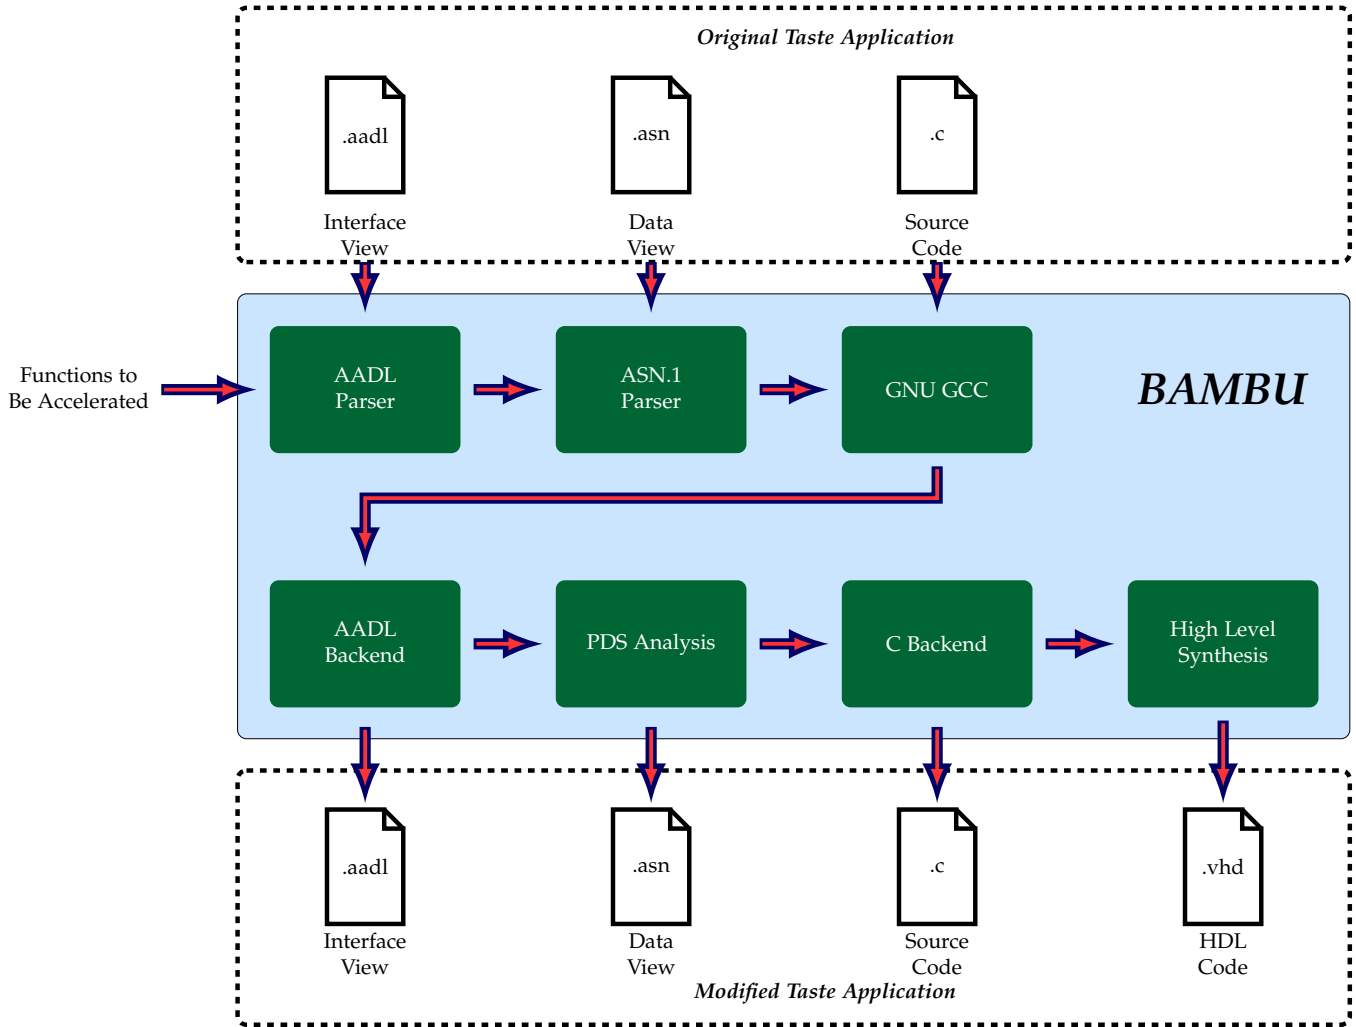 Original Taste Application
.aadl
.asn
.c
Interface
View
Data
View
Source
Code
Functions to
Be Accelerated
AADL
Parser
ASN.1
Parser
GNU GCC
BAMBU
AADL
Backend
PDS Analysis
C Backend
High Level
Synthesis
.aadl
.asn
.c
.vhd
Interface
View
Data
View
Source
Code
HDL
Code
Modified Taste Application